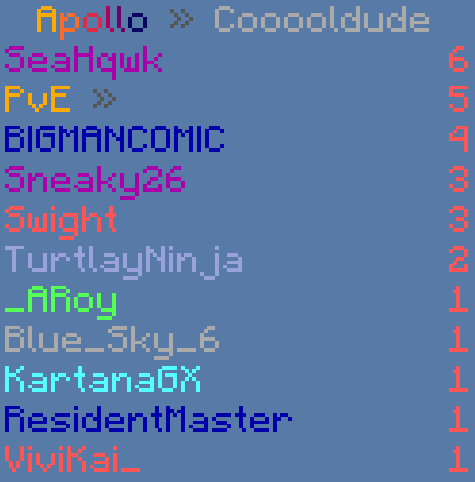 Apollo » Cooooldude
SeaHqwk 6
PvE » 5
BIGMANCOMIC 4
Sneaky26 3
Swight 3
TurtlayNinja 2
_ARoy 1
Blue_Sky_6 1
KartanaGX 1
ResidentMaster 1
ViviKai_ 1